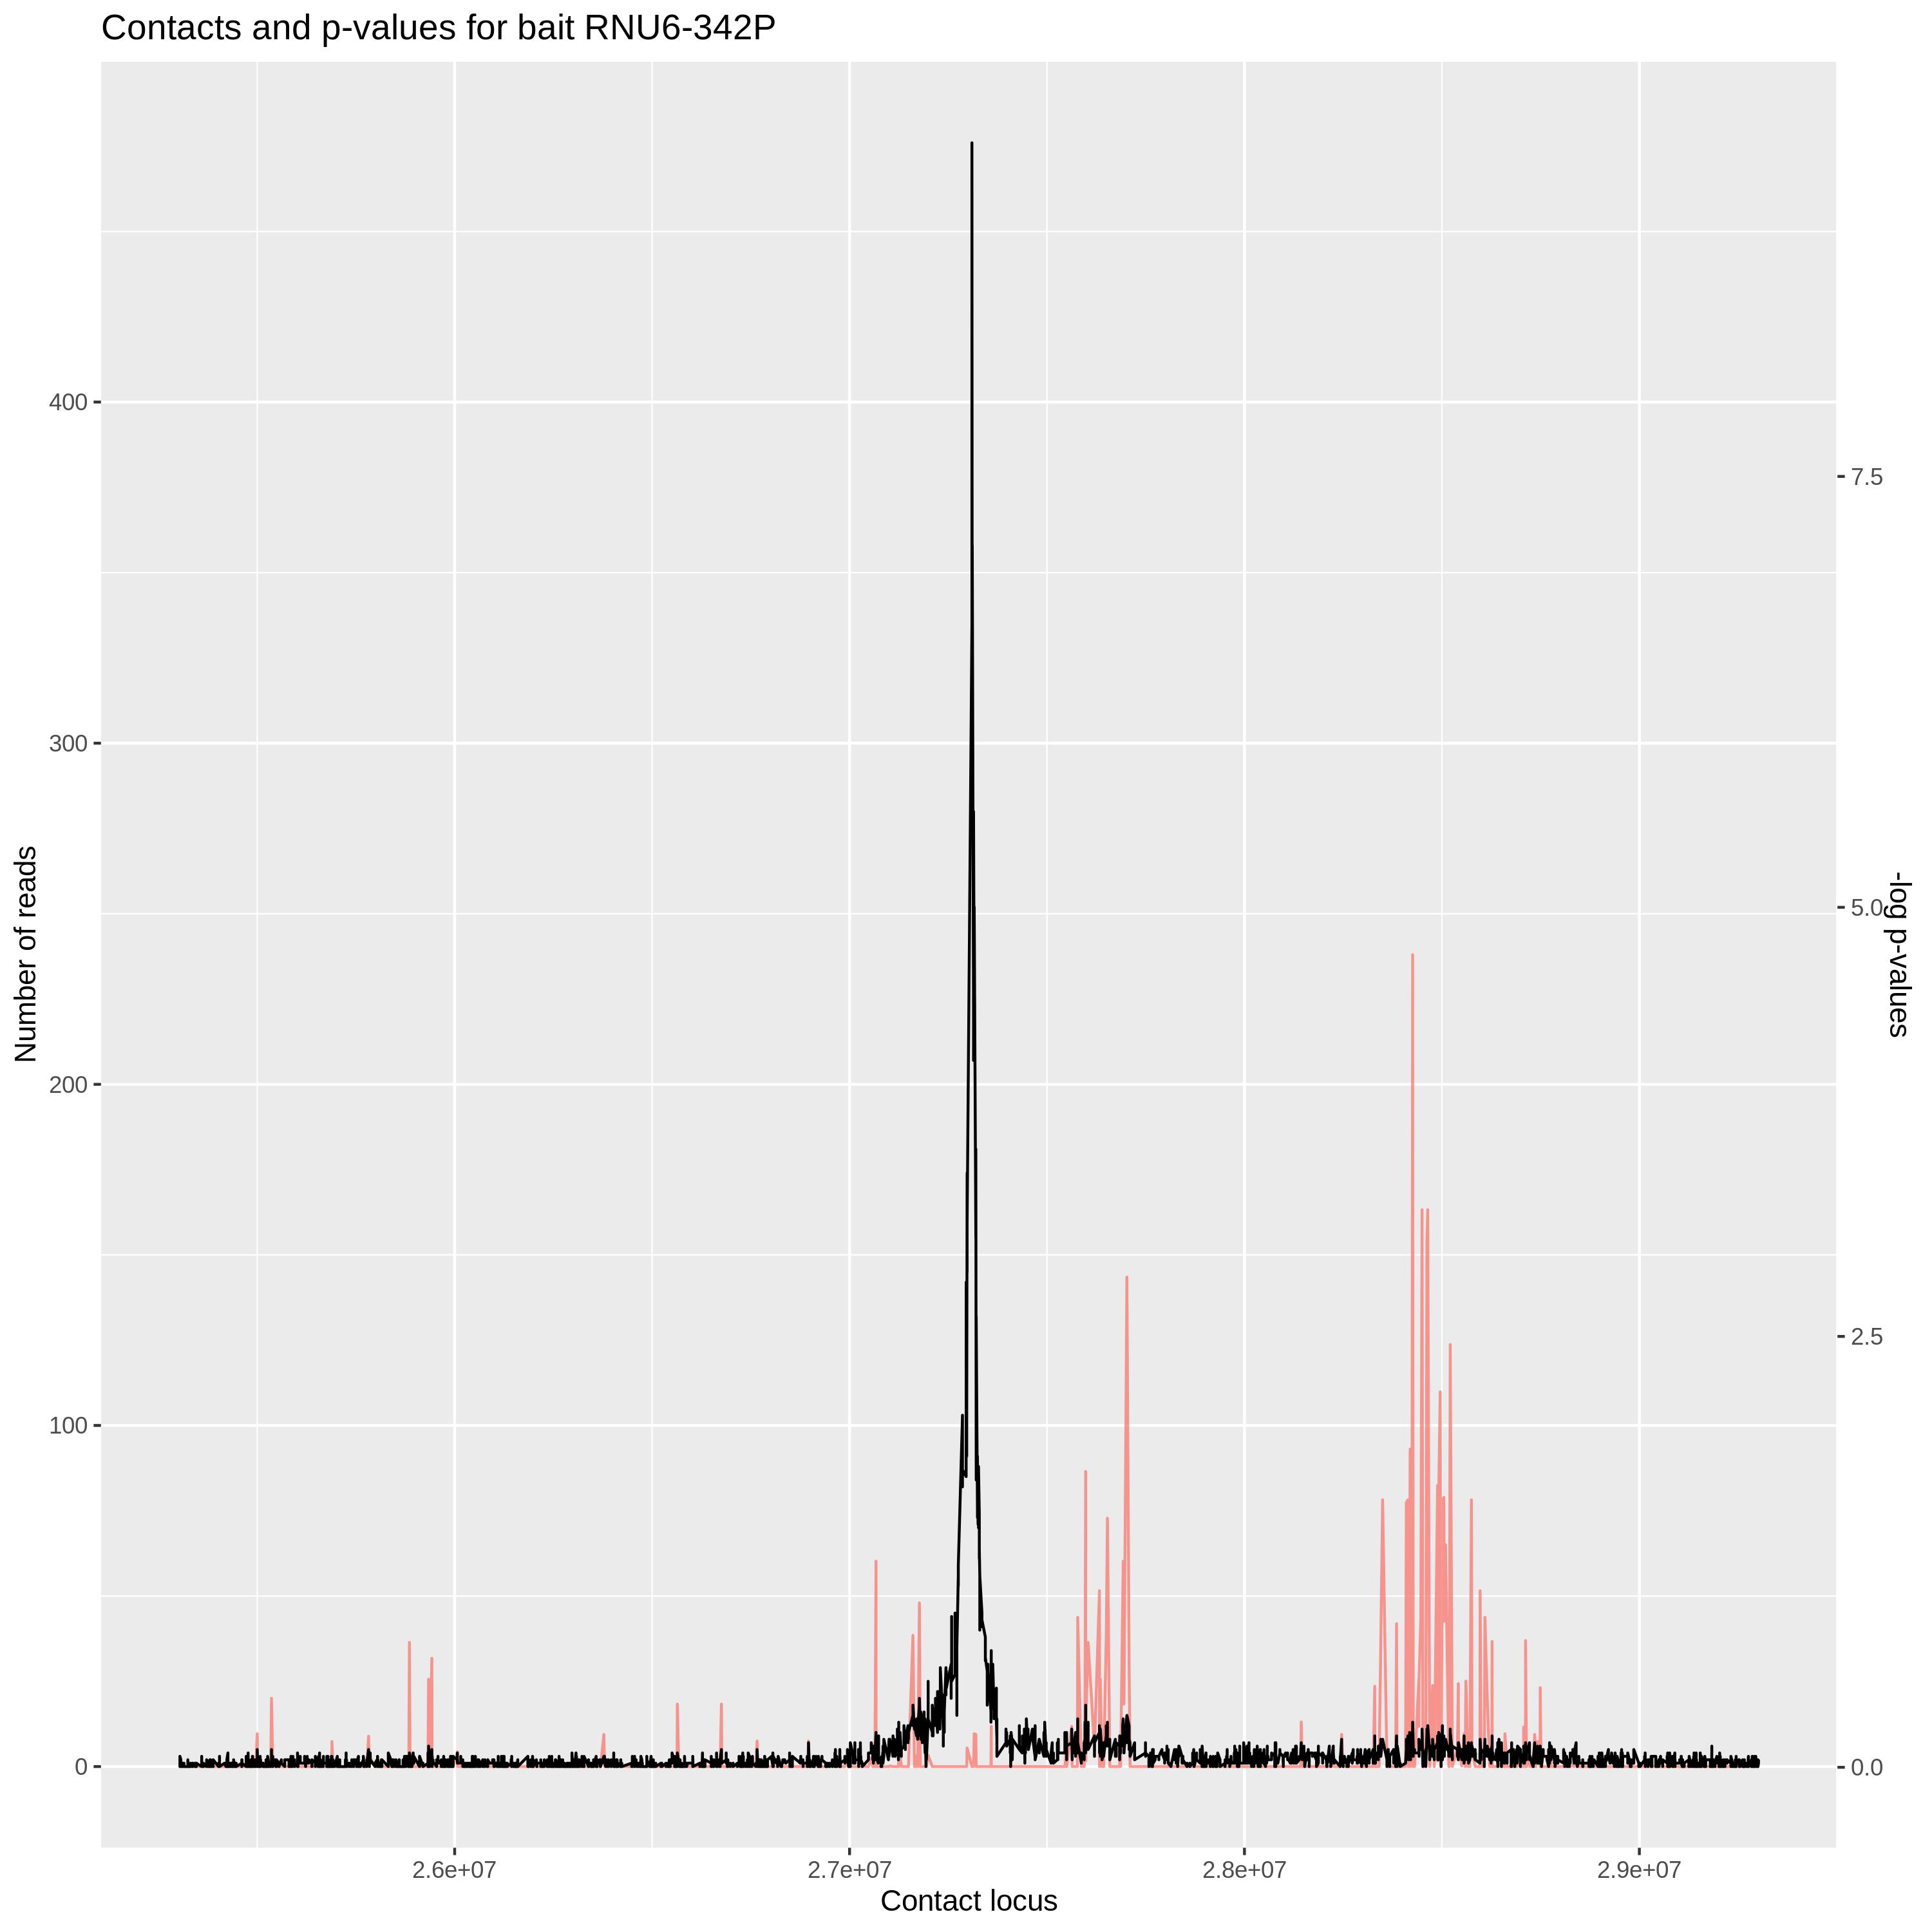 Contacts and p-values for bait RNU6-342P
400
300
200
100
0
Number of reads
7.5
5.0
2.5
0.0
-log p-values
2.6e+07 2.7e+07 2.8e+07 2.9e+07
Contact locus